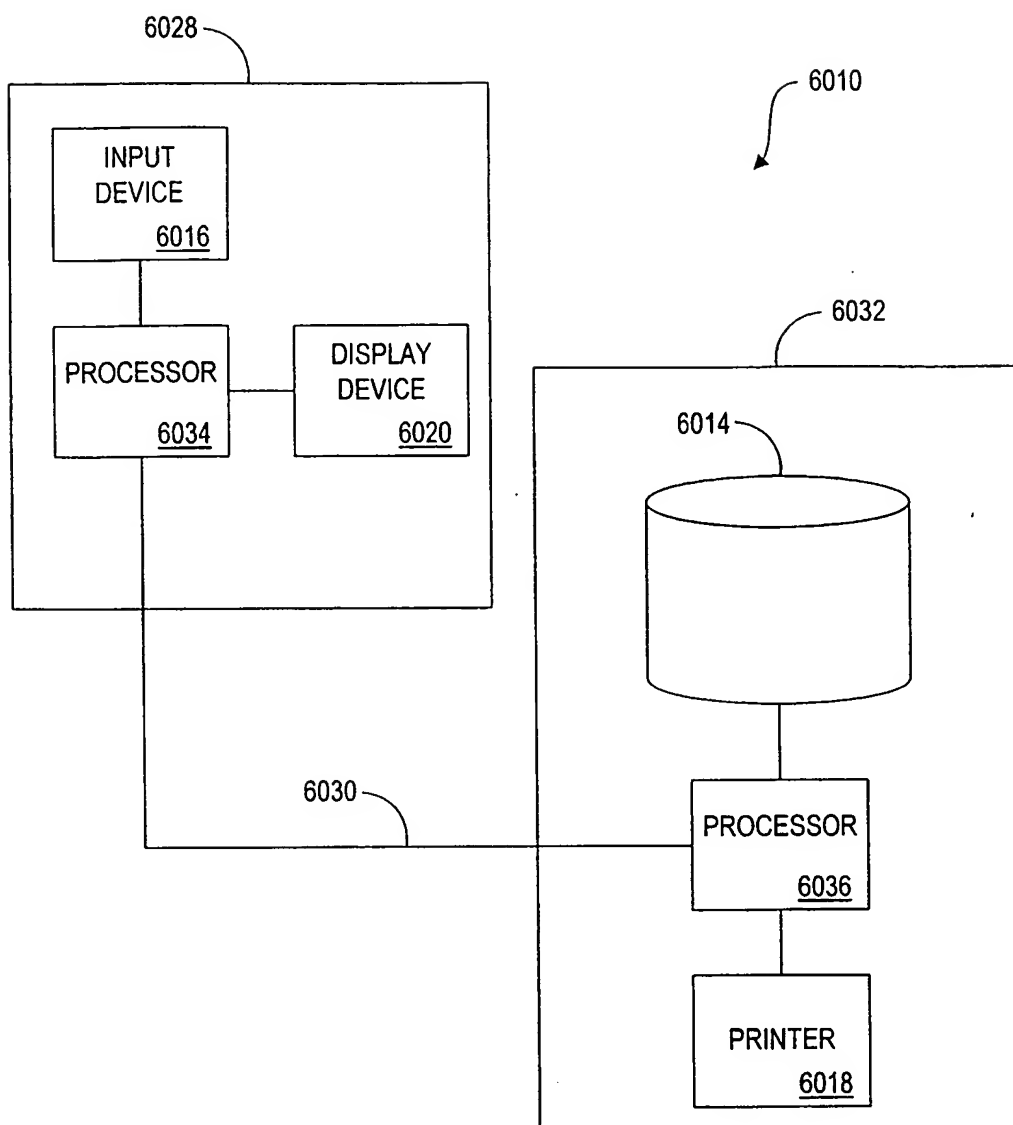 6028
6010
INPUT
DEVICE
6016
6032
PROCESSOR
6034
DISPLAY
DEVICE
6020
6014
6030
PROCESSOR
6036
PRINTER
6018